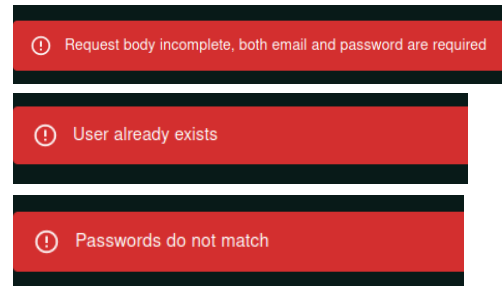 Request body incomplete, both email and password are required
User already exists
Passwords do not match